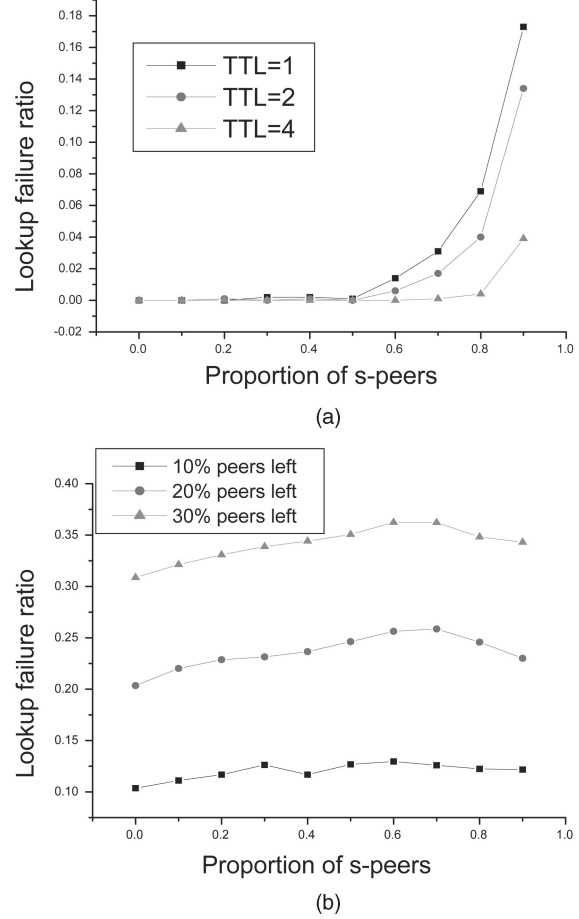 0.18
0.16
0.14
0.12
0.10
0.08
0.06
0.04
0.02
0.00
-0.02
Lookup failure ratio
TTL=1
TTL=2
TTL=4
0.0 0.2 0.4 0.6 0.8 1.0
Proportion of s-peers
(a)
10% peers left
20% peers left
30% peers left
0.40
0.35
0.30
0.25
0.20
0.15
0.10
Lookup failure ratio
0.0 0.2 0.4 0.6 0.8 1.0
Proportion of s-peers
(b)